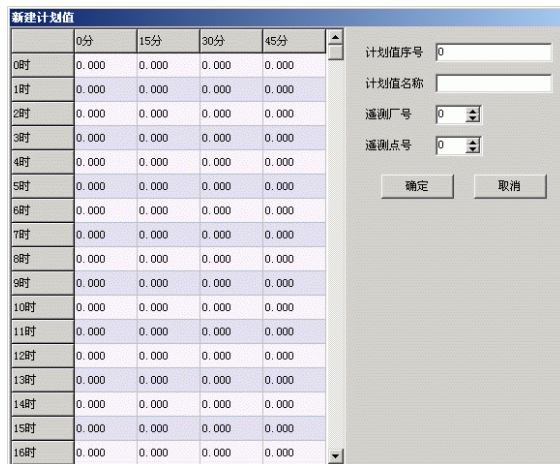 新建计划值
0分 15分 30分 45分
0时 0.000 0.000 0.000 0.000
1时 0.000 0.000 0.000 0.000
2时 0.000 0.000 0.000 0.000
3时 0.000 0.000 0.000 0.000
4时 0.000 0.000 0.000 0.000
5时 0.000 0.000 0.000 0.000
6时 0.000 0.000 0.000 0.000
7时 0.000 0.000 0.000 0.000
8时 0.000 0.000 0.000 0.000
9时 0.000 0.000 0.000 0.000
10时 0.000 0.000 0.000 0.000
11时 0.000 0.000 0.000 0.000
12时 0.000 0.000 0.000 0.000
13时 0.000 0.000 0.000 0.000
14时 0.000 0.000 0.000 0.000
15时 0.000 0.000 0.000 0.000
16时 0.000 0.000 0.000 0.000
计划值序号 0
计划值名称
遥测厂号 0
遥测点号 0
确定 取消